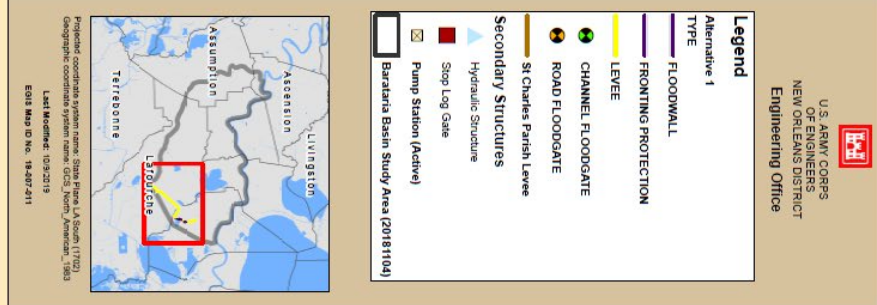 U.S. ARMY CORPS
OF ENGINEERS
NEW ORLEANS DISTRICT
Engineering Office
Legend
Alternative 1
TYPE
FLOODWALL
FRONTING PROTECTION
LEVEE
CHANNEL FLOODGATE
ROAD FLOODGATE
St Charles Parish Levee
Secondary Structures
Hydraulic Structure
Stop Log Gate
Pump Station (Active)
Barataria Basin Study Area (20181104)
Livingston
Ascension
Assumption
Lafourche
Terrebonne
Projected coordinate system name: State Plane LA South (1702)
Geographic coordinate system name: GCS_North_American_1983
Last Modified: 10/9/2019
EGIS Map ID No. 19-007-011